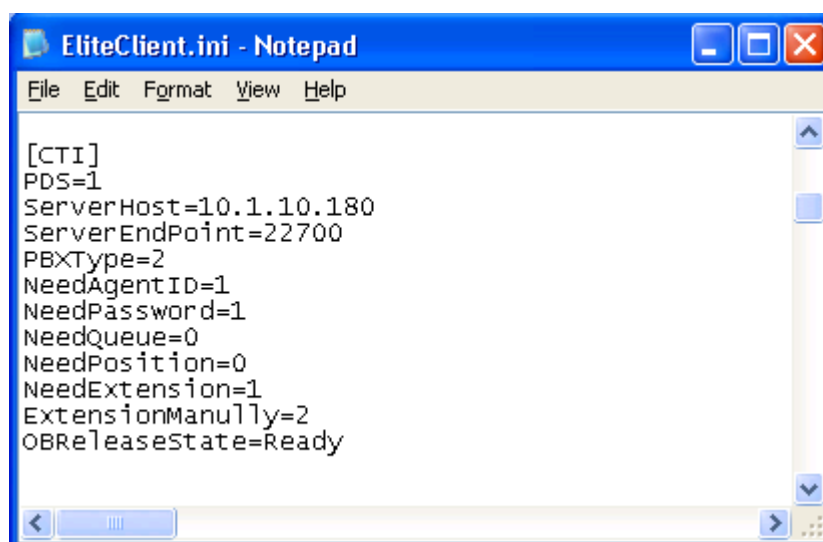 EliteClient.ini - Notepad
File Edit Format View Help
[CTI]
PDS=1
ServerHost=10.1.10.180
ServerEndPoint=22700
PBXType=2
NeedAgentID=1
NeedPassword=1
NeedQueue=0
NeedPosition=0
NeedExtension=1
ExtensionManully=2
OBReleaseState=Ready